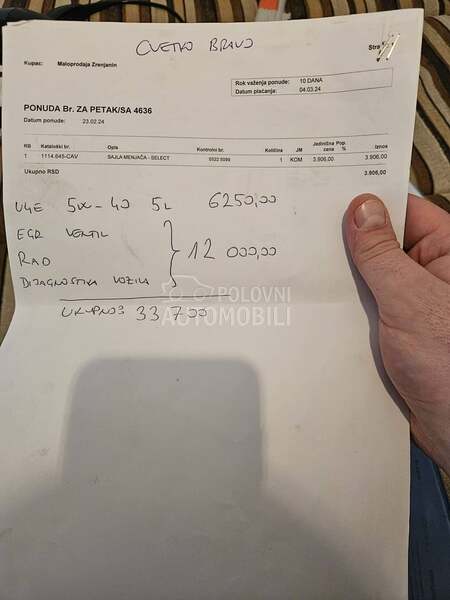 CVETKO BRAVO
Stra
Kupac: Maloprodaja Zrenjanin
Rok važenja ponude: 10 DANA
Datum plaćanja: 04.03.24
PONUDA Br. ZA PETAK/SA 4636
Datum ponude: 23.02.24
RB Kataloški br. Opis Kontrolni br. Količina JM Jedinična cena Pop. % Iznos
1 1114.645-CAV SAJLA MENJAČA - SELECT 1 KOM 3.906,00 3.906,00
Ukupno RSD 3.906,00
5W-40 5L 6250,00
EGR VENTIL
RAD 12 000,00
DIJAGNOSTIKA VOZILA
POLOVNI
AUTOMOBILI
UKUPNO: 33 700